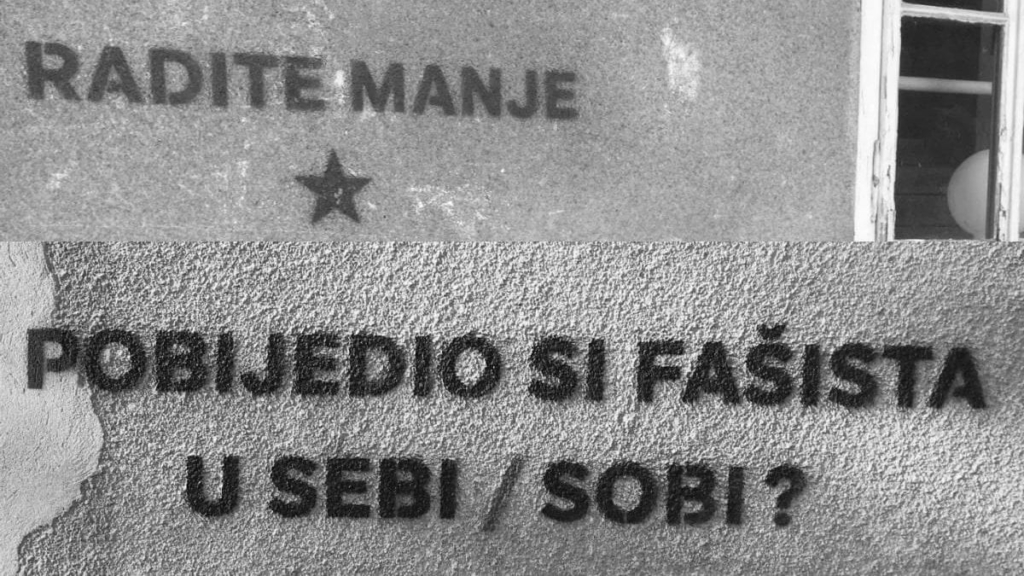 RADITE MANJE
POBIJEDIO SI FAŠISTA
U SEBI / SOBI?